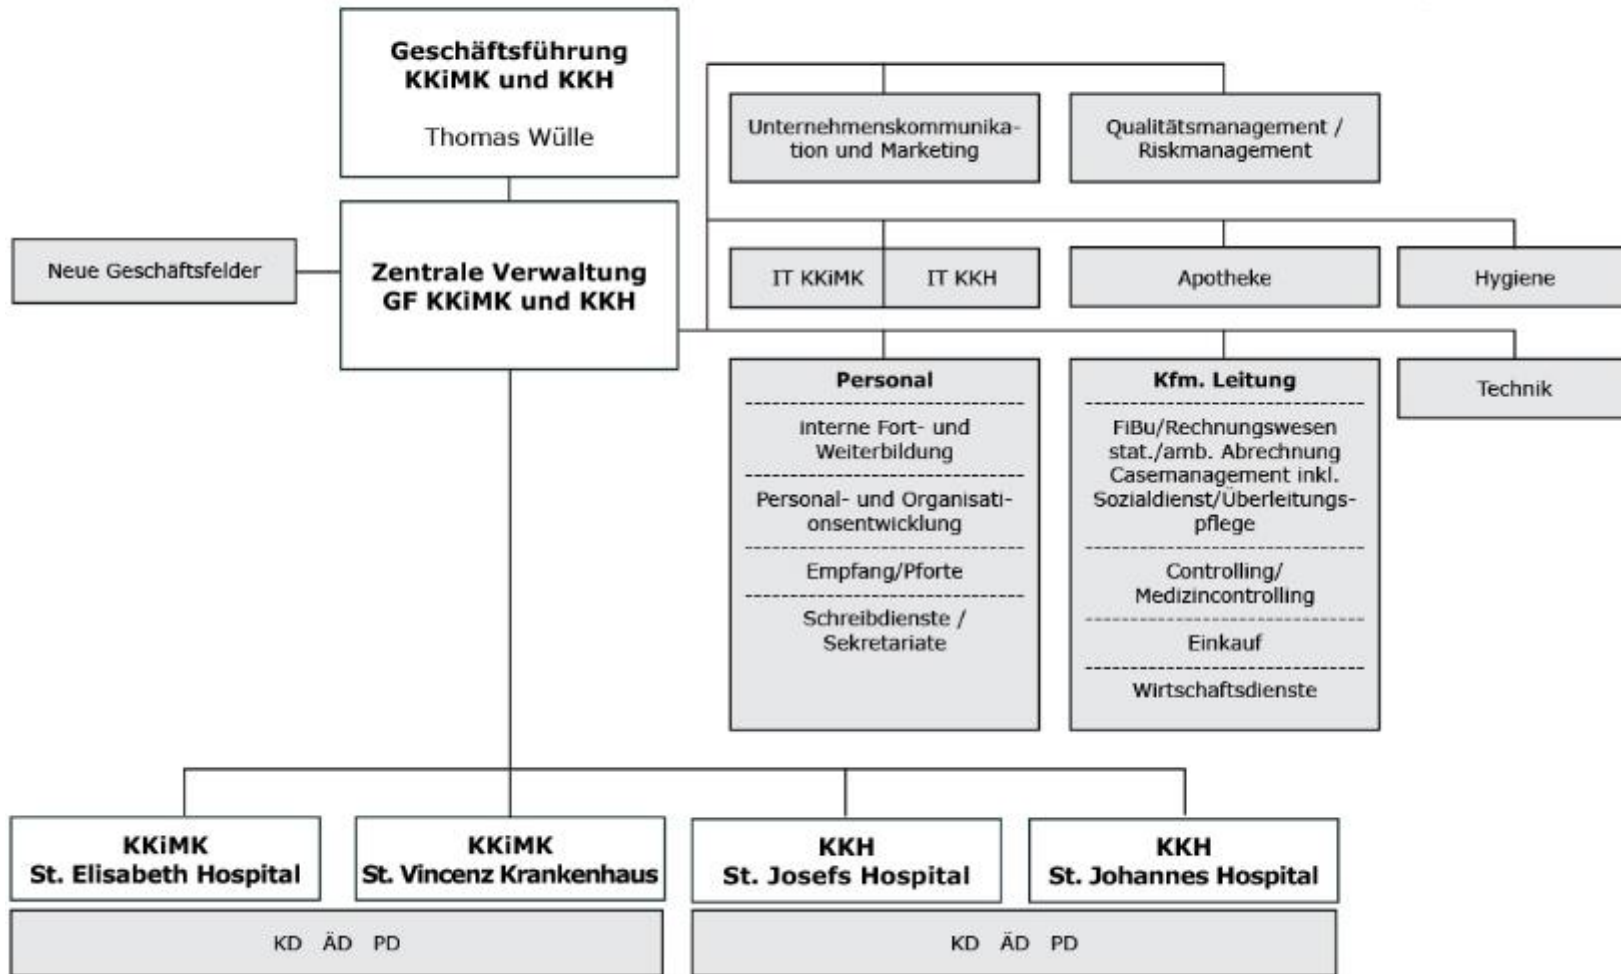 Geschäftsführung
KKiMK und KKH
Thomas Wülle
Unternehmenskommunika-
tion und Marketing
Qualitätsmanagement /
Riskmanagement
Neue Geschäftsfelder
Zentrale Verwaltung
GF KKiMK und KKH
IT KKiMK
IT KKH
Apotheke
Hygiene
Personal
Interne Fort- und
Weiterbildung
Personal- und Organisati-
onsentwicklung
Empfang/Pforte
Schreibdienste /
Sekretariate
Kfm. Leitung
FiBu/Rechnungswesen
stat./amb. Abrechnung
Casemanagement inkl.
Sozialdienst/Überleitungs-
pflege
Controlling/
Medizincontrolling
Einkauf
Wirtschaftsdienste
Technik
KKiMK
St. Elisabeth Hospital
KKiMK
St. Vincenz Krankenhaus
KKH
St. Josefs Hospital
KKH
St. Johannes Hospital
KD ÄD PD
KD ÄD PD